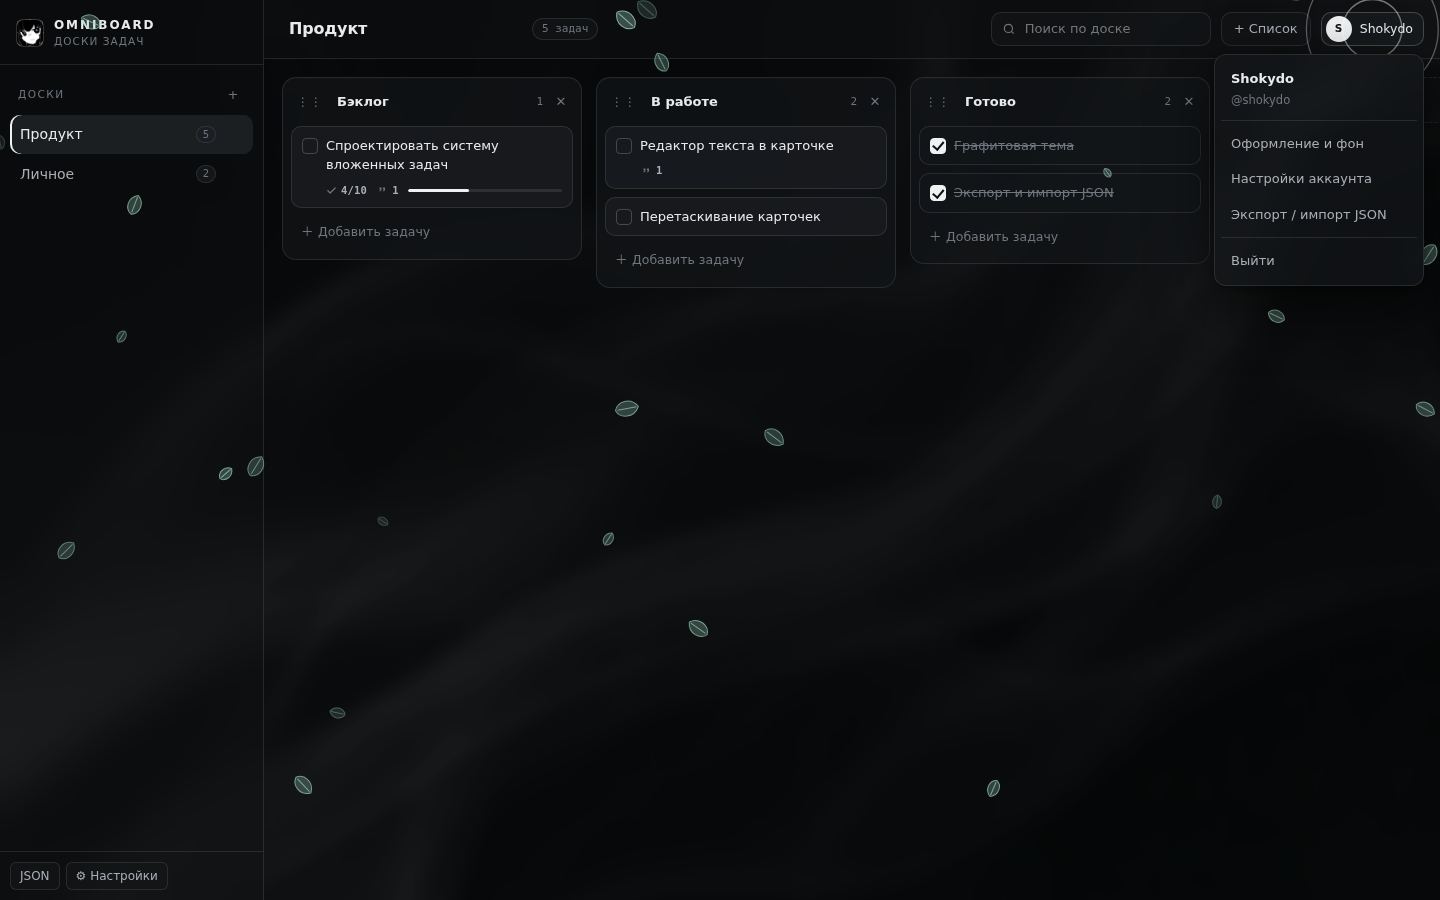 OMNIBOARD
ДОСКИ ЗАДАЧ
ДОСКИ
+
Продукт
5
Личное
2
JSON
⚙ Настройки
Продукт
5 задач
Поиск по доске
+ Список
S
Shokydo
Бэклог
1
×
Спроектировать систему
вложенных задач
4/10
1
+ Добавить задачу
В работе
2
×
Редактор текста в карточке
1
Перетаскивание карточек
+ Добавить задачу
Готово
2
×
Графитовая тема
Экспорт и импорт JSON
+ Добавить задачу
Shokydo
@shokydo
Оформление и фон
Настройки аккаунта
Экспорт / импорт JSON
Выйти